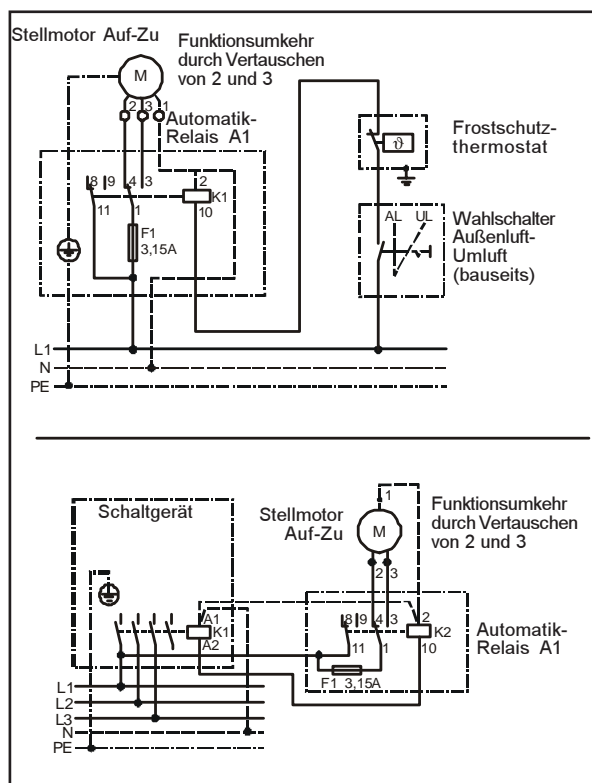 Stellmotor Auf-Zu
Funktionsumkehr
durch Vertauschen
von 2 und 3
M
2 3 1
Automatik-
Relais A1
Frostschutz-
thermostat
ϑ
8 9 4 3 2
K1
11 1 10
F1
3,15A
AL UL
Wahlschalter
Außenluft-
Umluft
(bauseits)
L1
N
PE
Schaltgerät
Stellmotor
Auf-Zu
1
M
Funktionsumkehr
durch Vertauschen
von 2 und 3
2 3
A1
K1
A2
8 9 4 3 2
K2
11 1 10
F1 3,15A
Automatik-
Relais A1
L1
L2
L3
N
PE